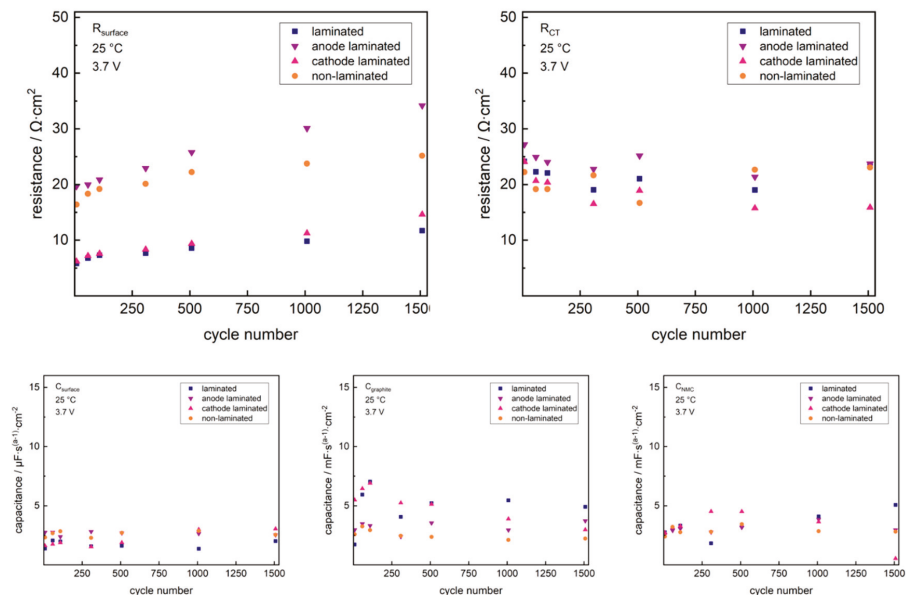 R_surface
25 °C
3.7 V
laminated
anode laminated
cathode laminated
non-laminated
50
40
30
20
10
resistance / Ω·cm²
250 500 750 1000 1250 1500
cycle number
R_CT
25 °C
3.7 V
laminated
anode laminated
cathode laminated
non-laminated
50
40
30
20
10
resistance / Ω·cm²
250 500 750 1000 1250 1500
cycle number
C_surface
25 °C
3.7 V
laminated
anode laminated
cathode laminated
non-laminated
15
10
5
capacitance / μF·s^(a-1)·cm^-2
250 500 750 1000 1250 1500
cycle number
C_graphite
25 °C
3.7 V
laminated
anode laminated
cathode laminated
non-laminated
15
10
5
capacitance / mF·s^(a-1)·cm^-2
250 500 750 1000 1250 1500
cycle number
C_NMC
25 °C
3.7 V
laminated
anode laminated
cathode laminated
non-laminated
15
10
5
capacitance / mF·s^(a-1)·cm^-2
250 500 750 1000 1250 1500
cycle number